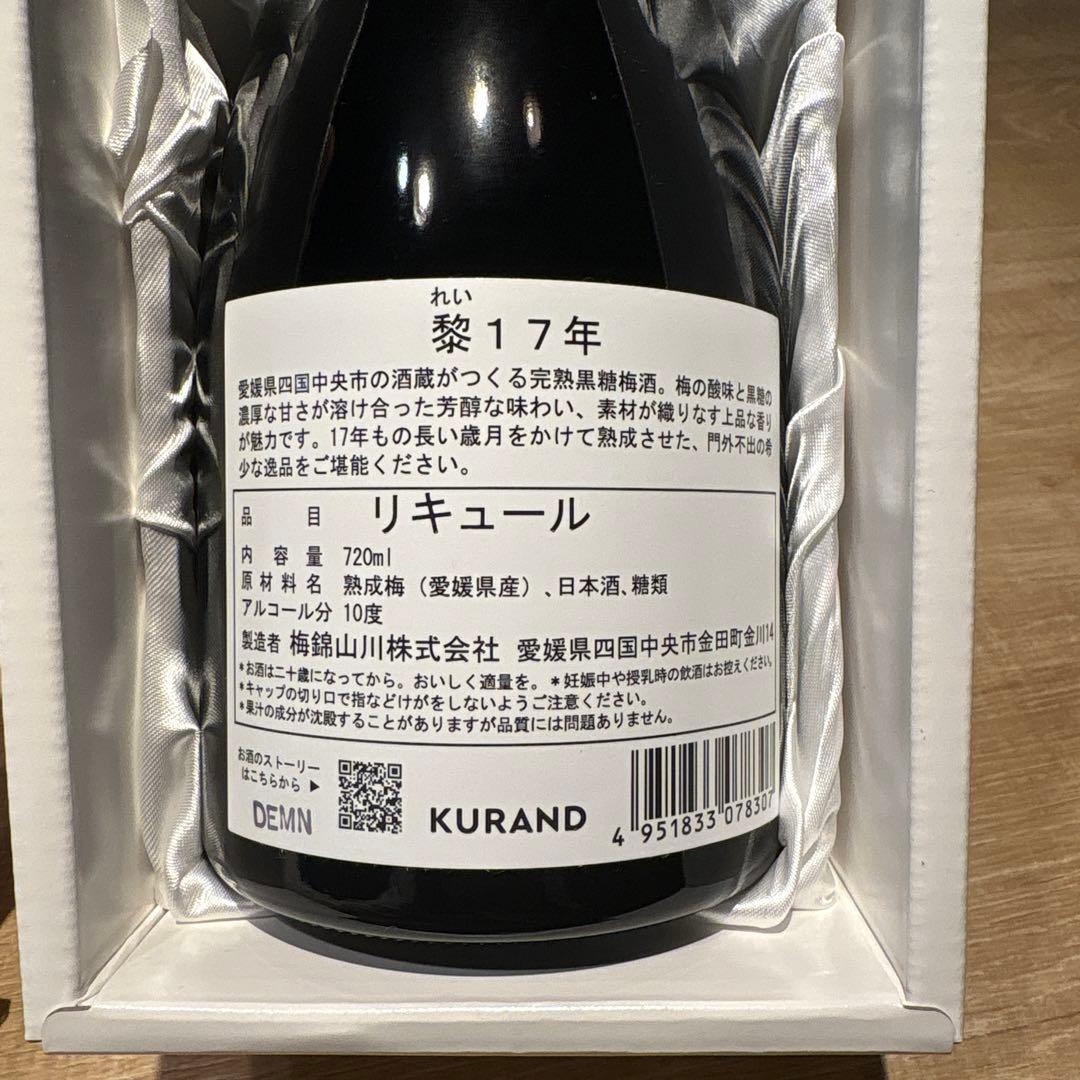 れい
黎１７年
愛媛県四国中央市の酒蔵がつくる完熟黒糖梅酒。梅の酸味と黒糖の
濃厚な甘さが溶け合った芳醇な味わい、素材が織りなす上品な香り
が魅力です。17年もの長い歳月をかけて熟成させた、門外不出の希
少な逸品をご堪能ください。
品目 リキュール
内容量 720ml
原材料名 熟成梅（愛媛県産）、日本酒、糖類
アルコール分 10度
製造者 梅錦山川株式会社 愛媛県四国中央市金田町金川14
*お酒は二十歳になってから。おいしく適量を。*妊娠中や授乳時の飲酒はお控えください。
*キャップの切り口で指などけがをしないようご注意ください。
*果汁の成分が沈殿することがありますが品質には問題ありません。
お酒のストーリー
はこちらから ▶
DEMN KURAND 4 951833 078307